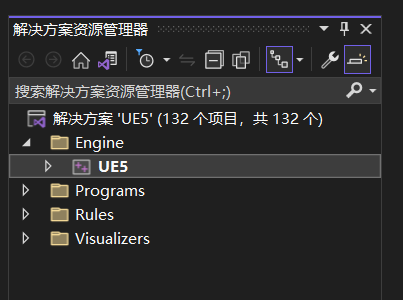 解决方案资源管理器
搜索解决方案资源管理器(Ctrl+;)
解决方案 'UE5' (132 个项目，共 132 个)
Engine
UE5
Programs
Rules
Visualizers